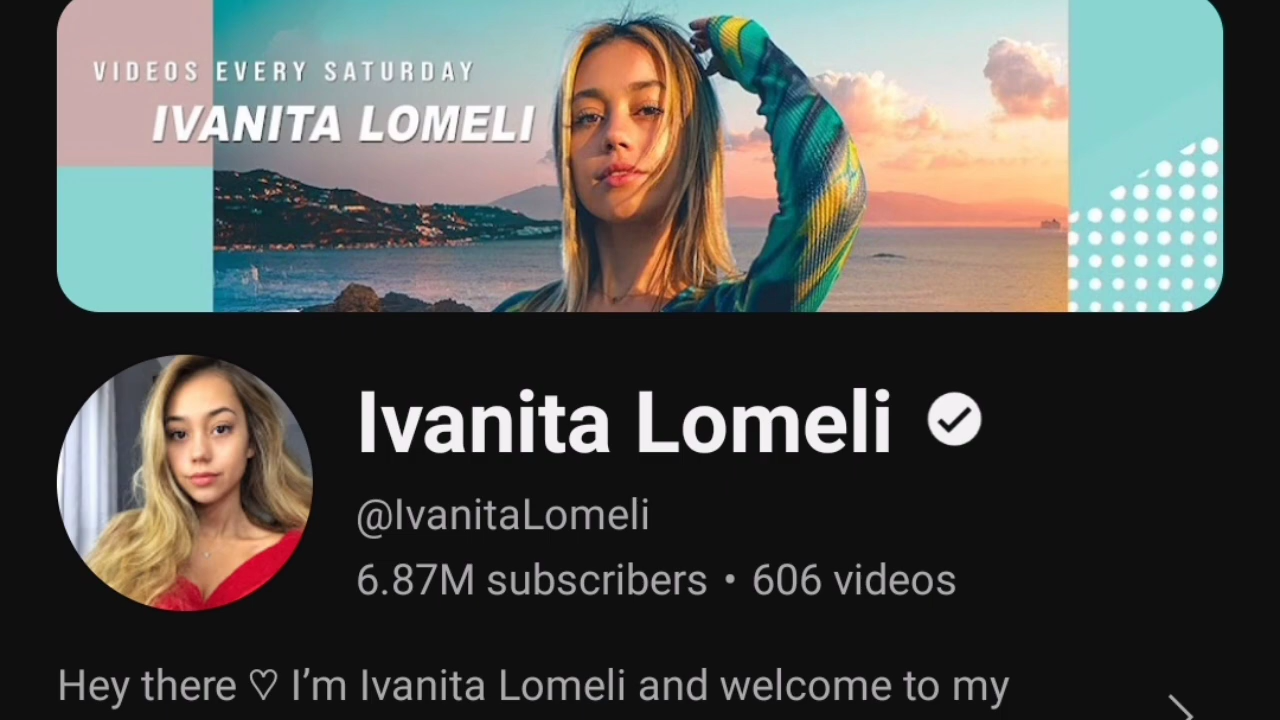 VIDEOS EVERY SATURDAY
IVANITA LOMELI
Ivanita Lomeli
@IvanitaLomeli
6.87M subscribers • 606 videos
Hey there ♡ I’m Ivanita Lomeli and welcome to my